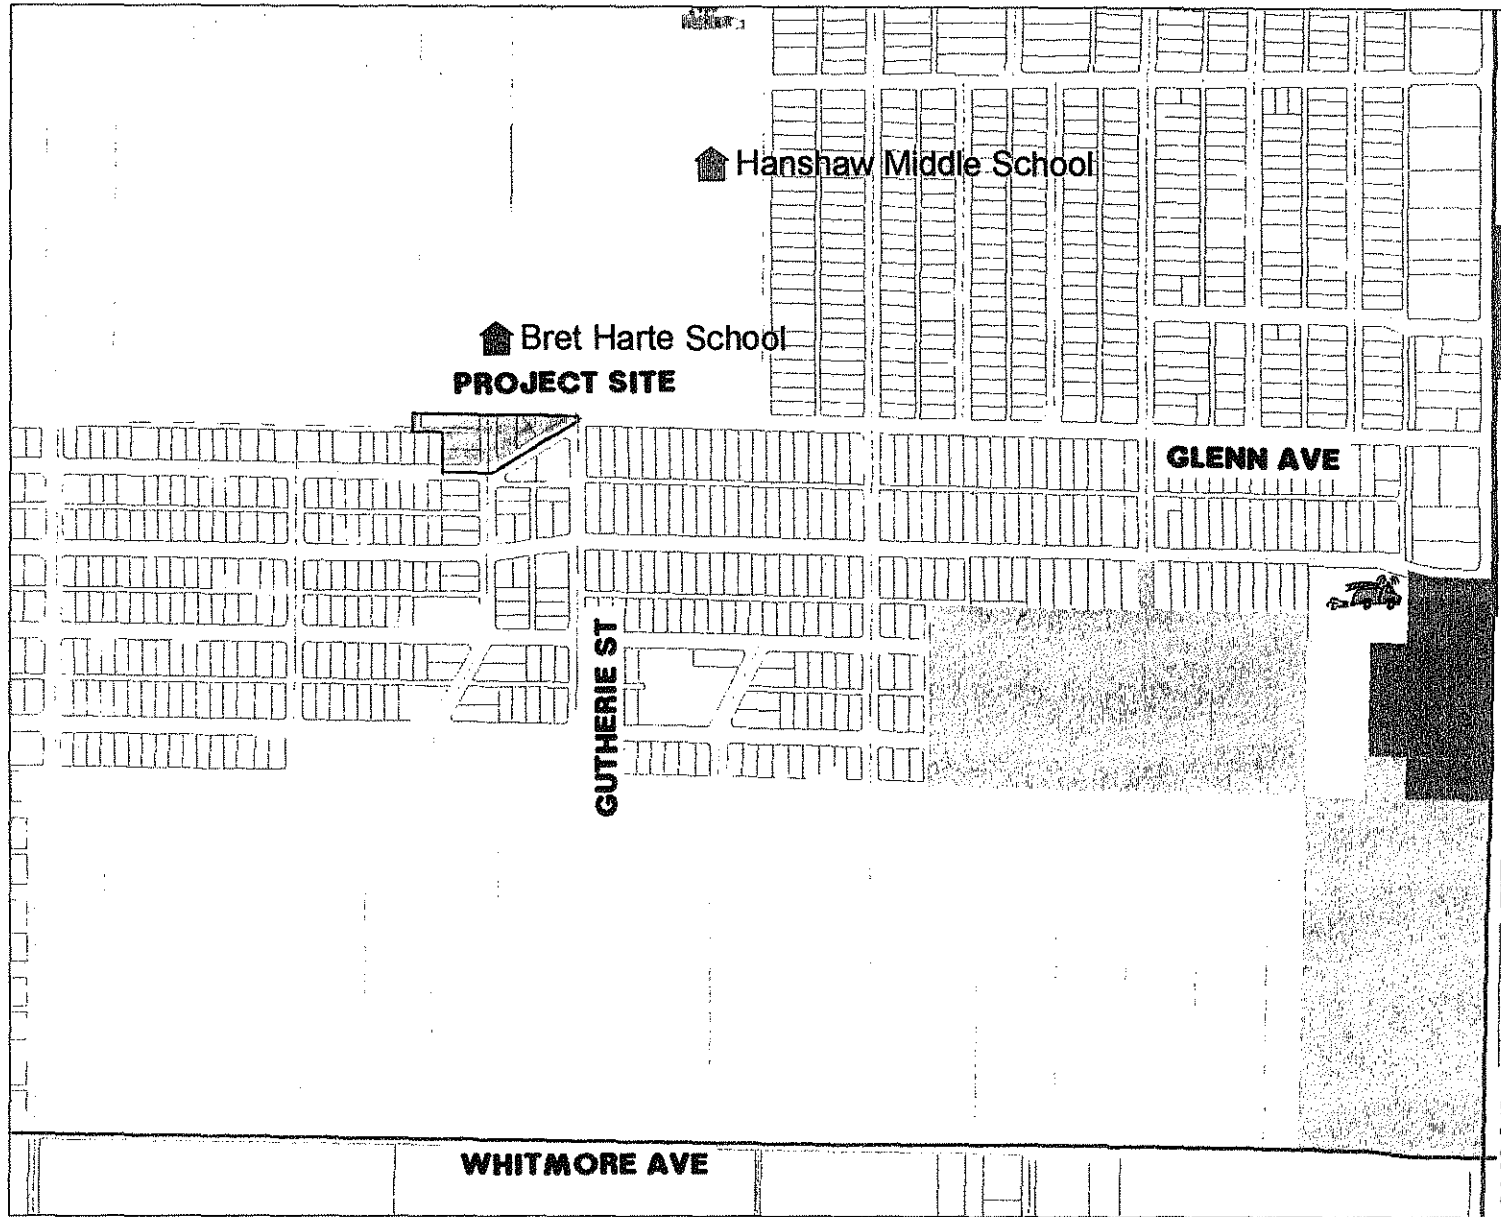 Hanshaw Middle School
Bret Harte School
PROJECT SITE
GLENN AVE
GUTHERIE ST
WHITMORE AVE